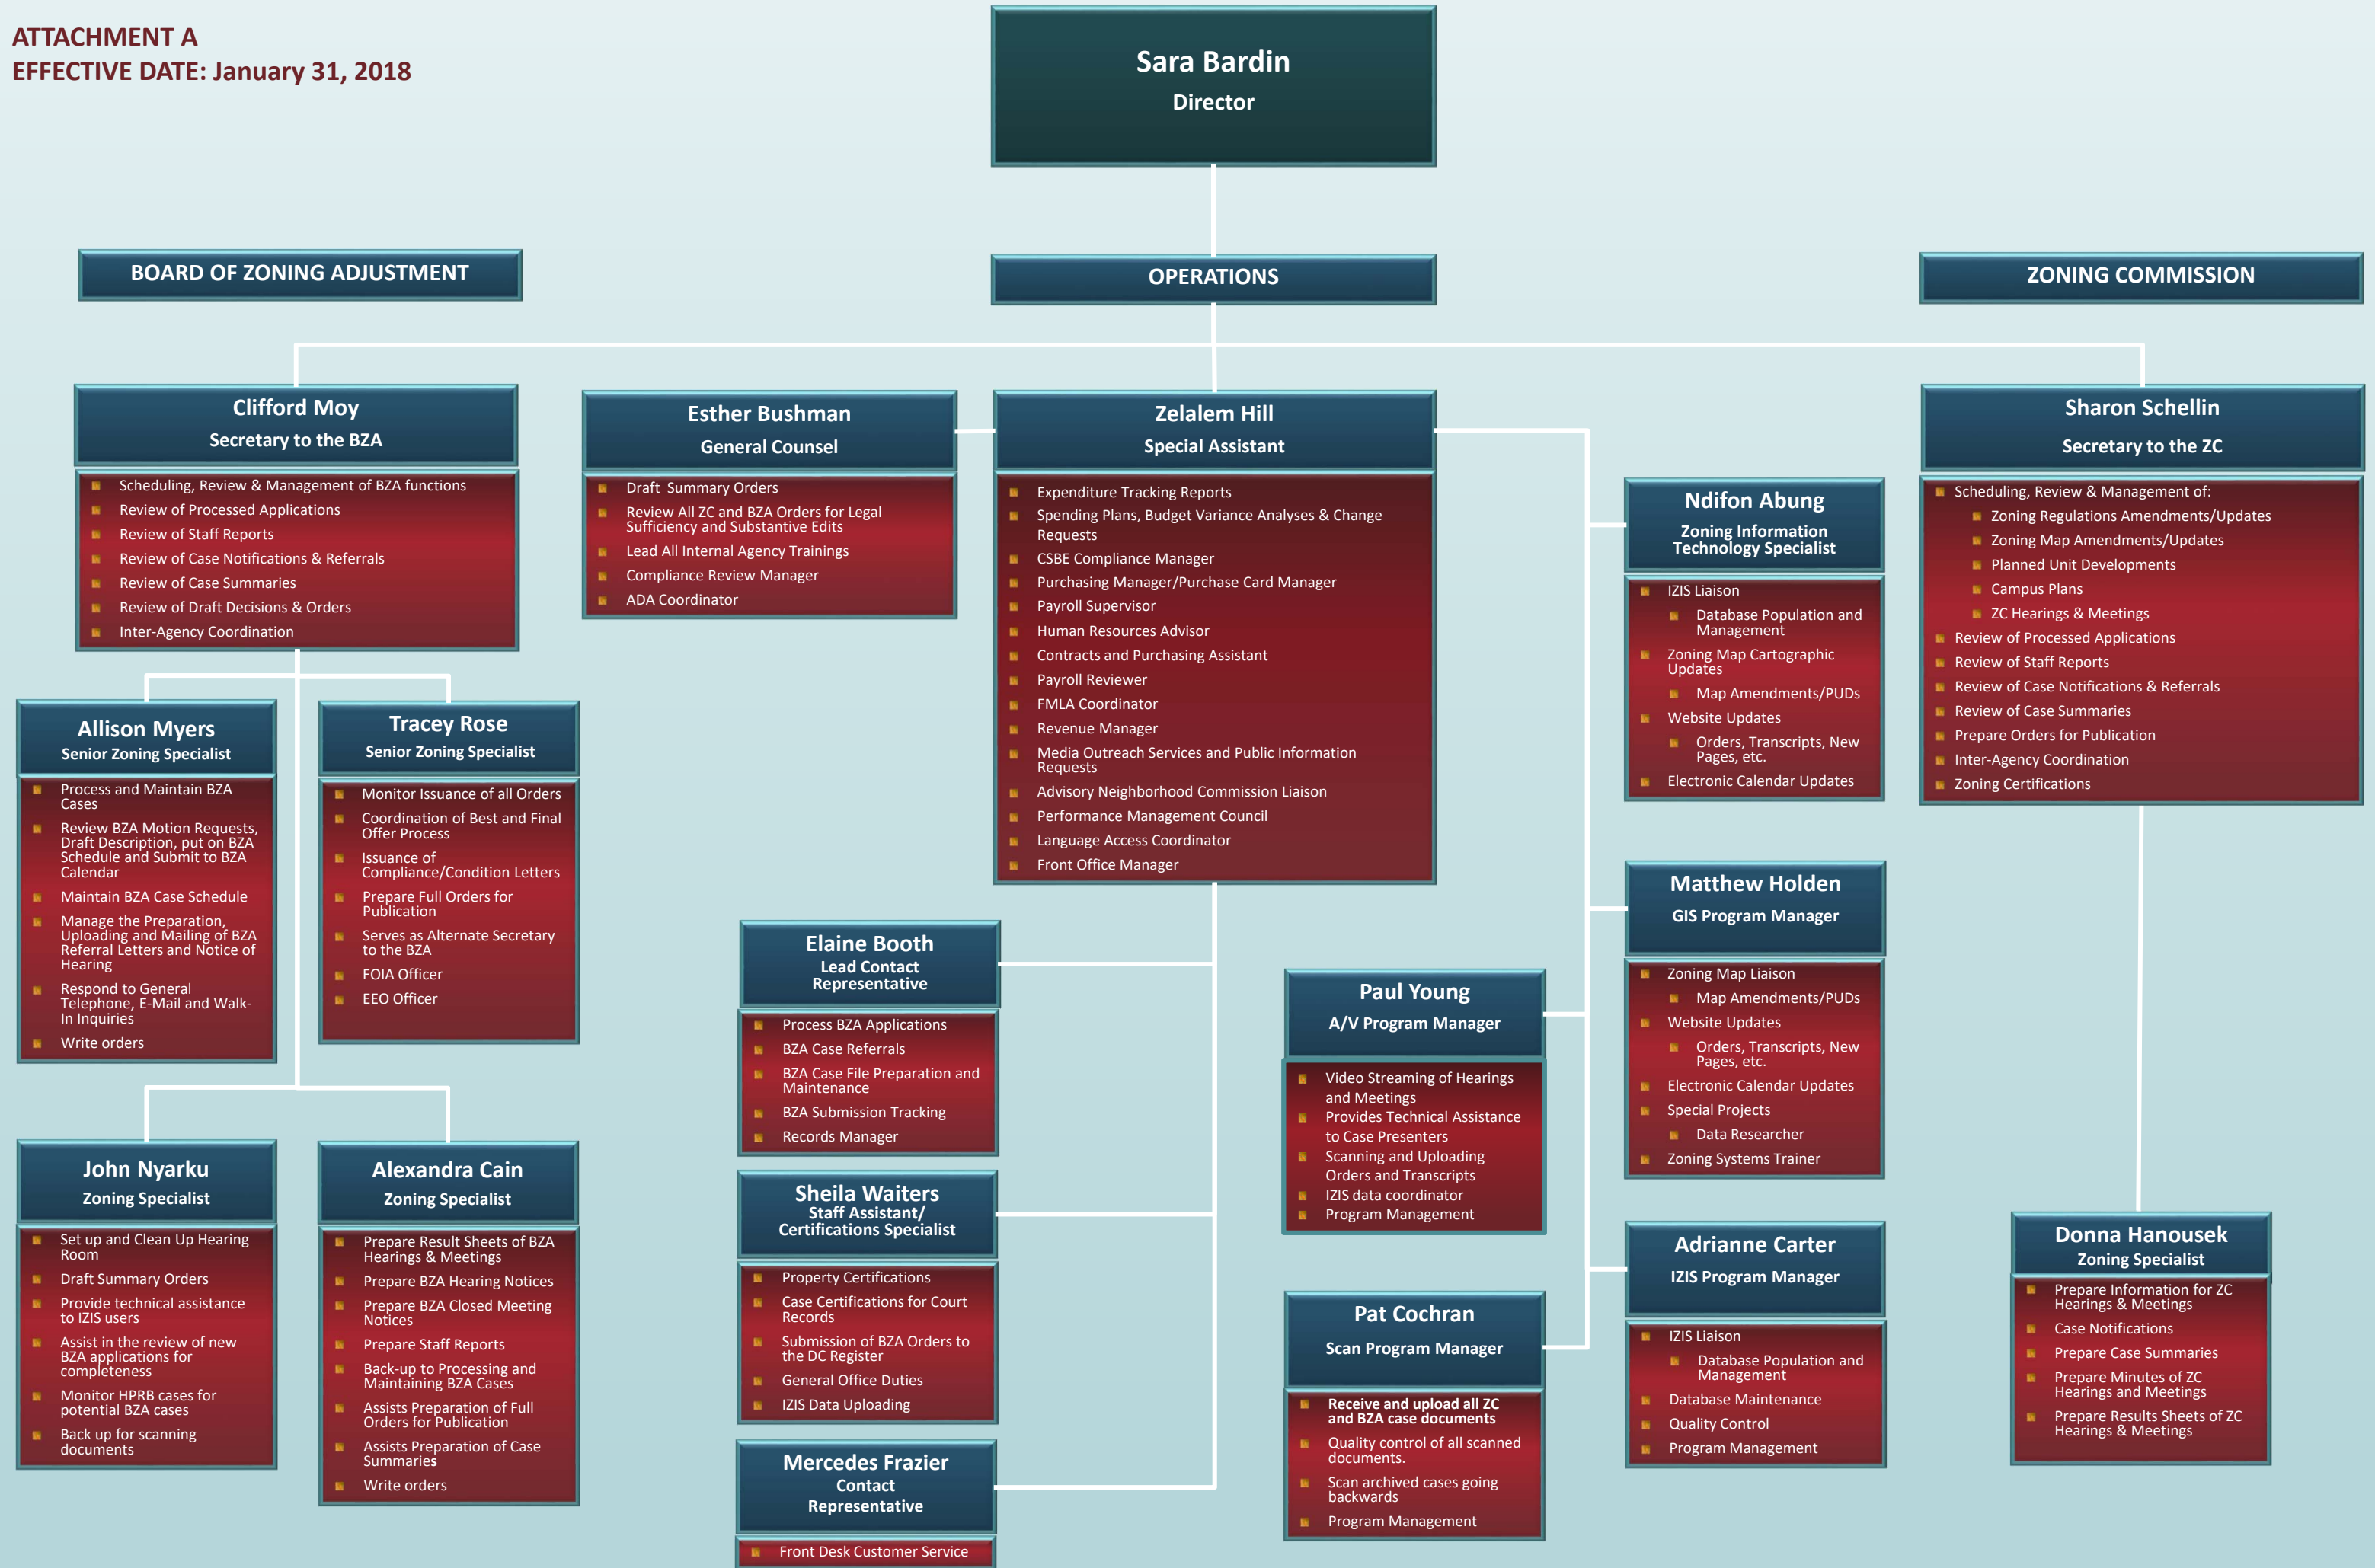 ATTACHMENT A
EFFECTIVE DATE: January 31, 2018
Sara Bardin
Director
BOARD OF ZONING ADJUSTMENT
OPERATIONS
ZONING COMMISSION
Clifford Moy
Secretary to the BZA
Scheduling, Review & Management of BZA functions
Review of Processed Applications
Review of Staff Reports
Review of Case Notifications & Referrals
Review of Case Summaries
Review of Draft Decisions & Orders
Inter-Agency Coordination
Esther Bushman
General Counsel
Draft Summary Orders
Review All ZC and BZA Orders for Legal
Sufficiency and Substantive Edits
Lead All Internal Agency Trainings
Compliance Review Manager
ADA Coordinator
Zelalem Hill
Special Assistant
Expenditure Tracking Reports
Spending Plans, Budget Variance Analyses & Change
Requests
CSBE Compliance Manager
Purchasing Manager/Purchase Card Manager
Payroll Supervisor
Human Resources Advisor
Contracts and Purchasing Assistant
Payroll Reviewer
FMLA Coordinator
Revenue Manager
Media Outreach Services and Public Information
Requests
Advisory Neighborhood Commission Liaison
Performance Management Council
Language Access Coordinator
Front Office Manager
Ndifon Abung
Zoning Information
Technology Specialist
IZIS Liaison
Database Population and
Management
Zoning Map Cartographic
Updates
Map Amendments/PUDs
Website Updates
Orders, Transcripts, New
Pages, etc.
Electronic Calendar Updates
Sharon Schellin
Secretary to the ZC
Scheduling, Review & Management of:
Zoning Regulations Amendments/Updates
Zoning Map Amendments/Updates
Planned Unit Developments
Campus Plans
ZC Hearings & Meetings
Review of Processed Applications
Review of Staff Reports
Review of Case Notifications & Referrals
Review of Case Summaries
Prepare Orders for Publication
Inter-Agency Coordination
Zoning Certifications
Allison Myers
Senior Zoning Specialist
Process and Maintain BZA
Cases
Review BZA Motion Requests,
Draft Description, put on BZA
Schedule and Submit to BZA
Calendar
Maintain BZA Case Schedule
Manage the Preparation,
Uploading and Mailing of BZA
Referral Letters and Notice of
Hearing
Respond to General
Telephone, E-Mail and Walk-
In Inquiries
Write orders
Tracey Rose
Senior Zoning Specialist
Monitor Issuance of all Orders
Coordination of Best and Final
Offer Process
Issuance of
Compliance/Condition Letters
Prepare Full Orders for
Publication
Serves as Alternate Secretary
to the BZA
FOIA Officer
EEO Officer
Elaine Booth
Lead Contact
Representative
Process BZA Applications
BZA Case Referrals
BZA Case File Preparation and
Maintenance
BZA Submission Tracking
Records Manager
Paul Young
A/V Program Manager
Video Streaming of Hearings
and Meetings
Provides Technical Assistance
to Case Presenters
Scanning and Uploading
Orders and Transcripts
IZIS data coordinator
Program Management
Matthew Holden
GIS Program Manager
Zoning Map Liaison
Map Amendments/PUDs
Website Updates
Orders, Transcripts, New
Pages, etc.
Electronic Calendar Updates
Special Projects
Data Researcher
Zoning Systems Trainer
John Nyarku
Zoning Specialist
Set up and Clean Up Hearing
Room
Draft Summary Orders
Provide technical assistance
to IZIS users
Assist in the review of new
BZA applications for
completeness
Monitor HPRB cases for
potential BZA cases
Back up for scanning
documents
Alexandra Cain
Zoning Specialist
Prepare Result Sheets of BZA
Hearings & Meetings
Prepare BZA Hearing Notices
Prepare BZA Closed Meeting
Notices
Prepare Staff Reports
Back-up to Processing and
Maintaining BZA Cases
Assists Preparation of Full
Orders for Publication
Assists Preparation of Case
Summaries
Write orders
Sheila Waiters
Staff Assistant/
Certifications Specialist
Property Certifications
Case Certifications for Court
Records
Submission of BZA Orders to
the DC Register
General Office Duties
IZIS Data Uploading
Mercedes Frazier
Contact
Representative
Front Desk Customer Service
Pat Cochran
Scan Program Manager
Receive and upload all ZC
and BZA case documents
Quality control of all scanned
documents.
Scan archived cases going
backwards
Program Management
Adrianne Carter
IZIS Program Manager
IZIS Liaison
Database Population and
Management
Database Maintenance
Quality Control
Program Management
Donna Hanousek
Zoning Specialist
Prepare Information for ZC
Hearings & Meetings
Case Notifications
Prepare Case Summaries
Prepare Minutes of ZC
Hearings and Meetings
Prepare Results Sheets of ZC
Hearings & Meetings